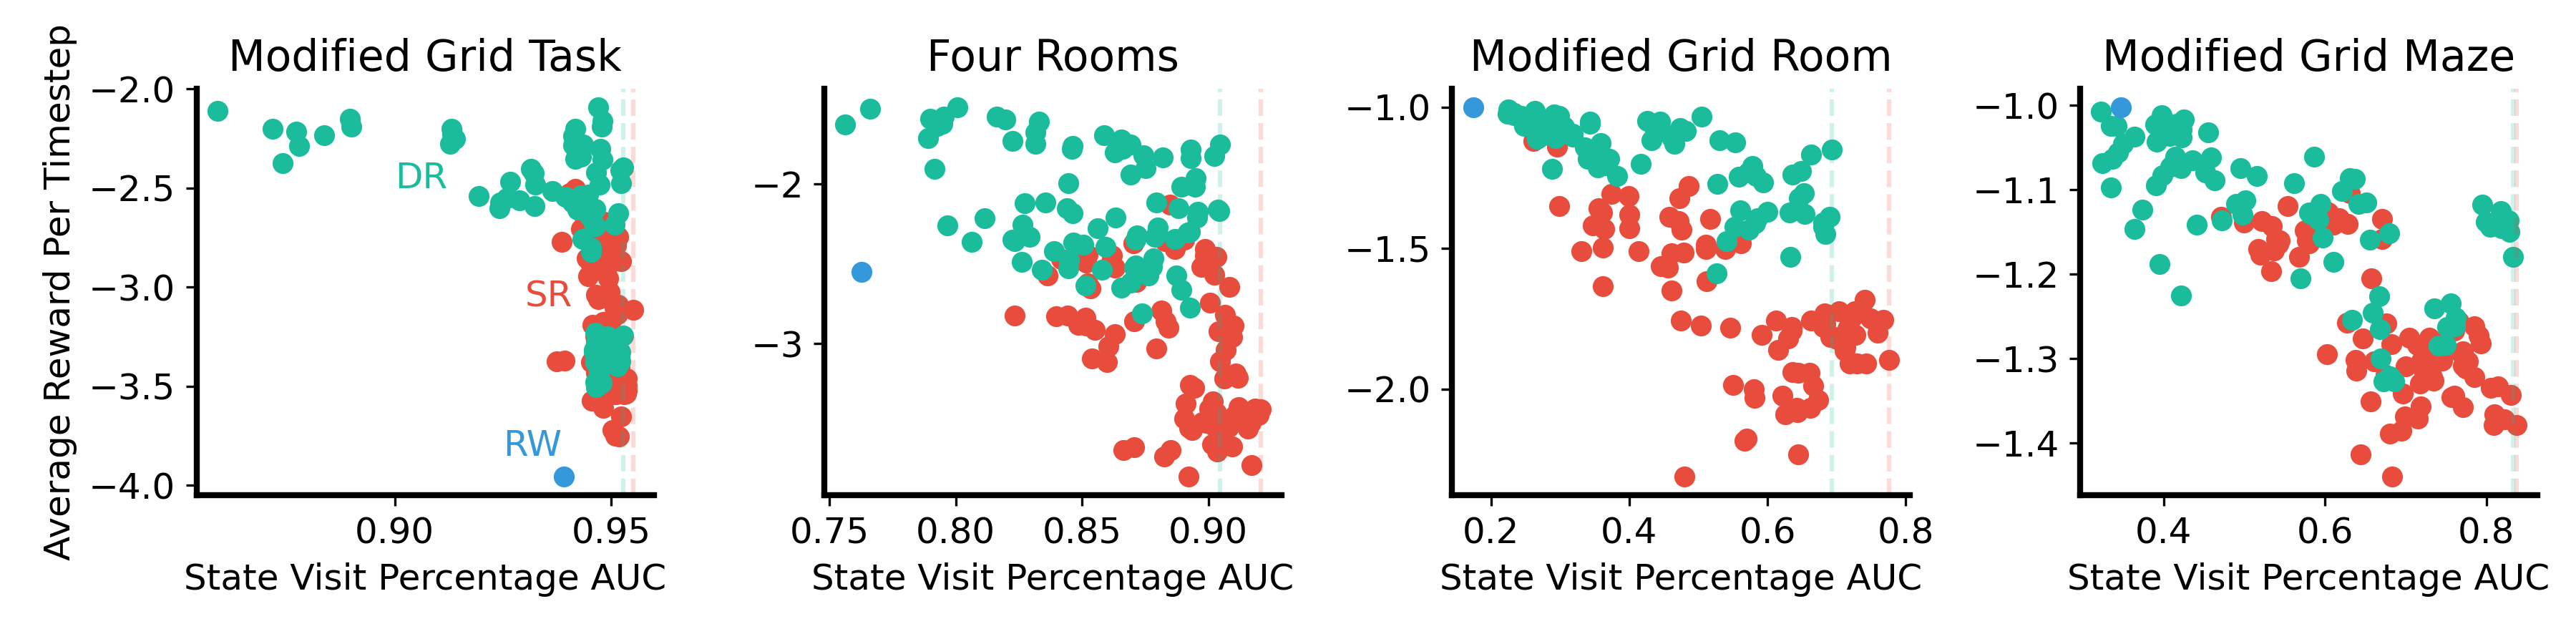 Modified Grid Task
Average Reward Per Timestep
−2.0
−2.5
−3.0
−3.5
−4.0
DR
SR
RW
0.90
0.95
State Visit Percentage AUC
Four Rooms
−2
−3
0.75
0.80
0.85
0.90
State Visit Percentage AUC
Modified Grid Room
−1.0
−1.5
−2.0
0.2
0.4
0.6
0.8
State Visit Percentage AUC
Modified Grid Maze
−1.0
−1.1
−1.2
−1.3
−1.4
0.4
0.6
0.8
State Visit Percentage AUC